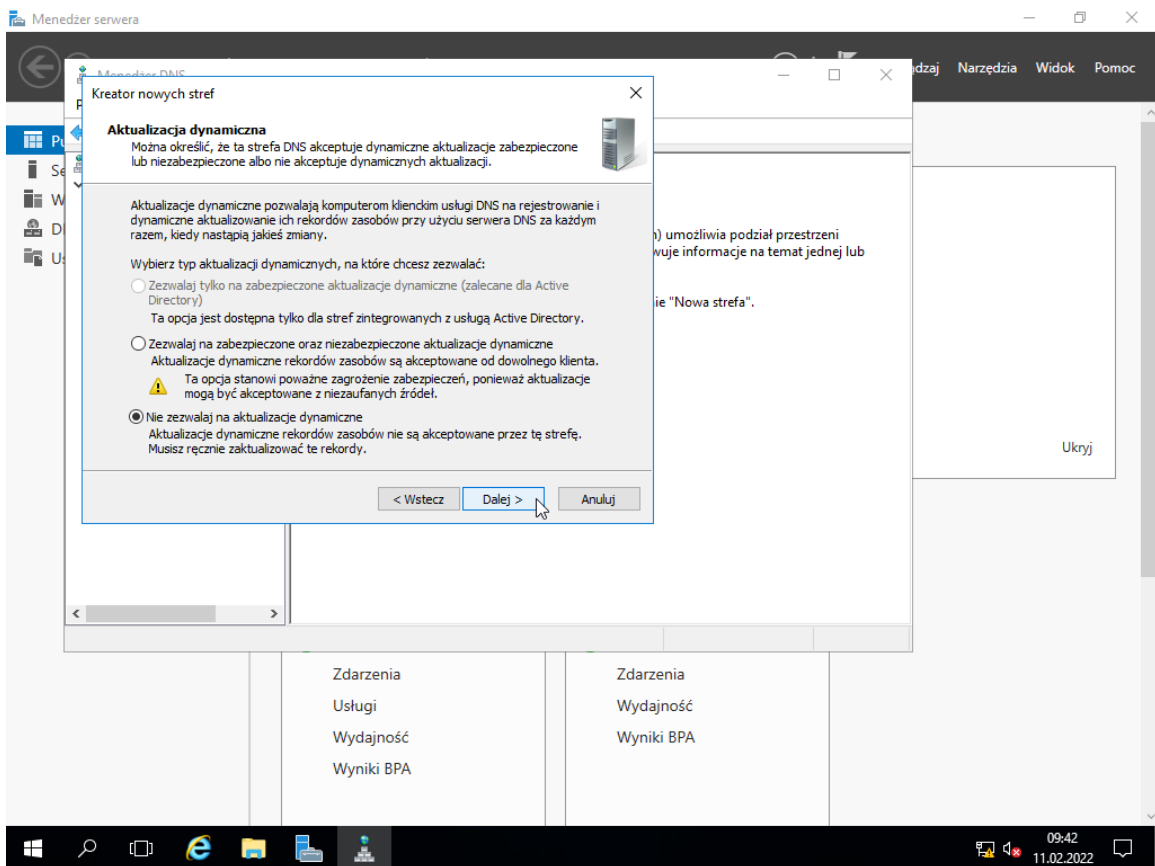 Menedżer serwera
Narzędzia Widok Pomoc
Menedżer DNS
Kreator nowych stref
Aktualizacja dynamiczna
Można określić, że ta strefa DNS akceptuje dynamiczne aktualizacje zabezpieczone
lub niezabezpieczone albo nie akceptuje dynamicznych aktualizacji.
Aktualizacje dynamiczne pozwalają komputerom klienckim usługi DNS na rejestrowanie i
dynamiczne aktualizowanie ich rekordów zasobów przy użyciu serwera DNS za każdym
razem, kiedy nastąpią jakieś zmiany.
Wybierz typ aktualizacji dynamicznych, na które chcesz zezwalać:
Zezwalaj tylko na zabezpieczone aktualizacje dynamiczne (zalecane dla Active
Directory)
Ta opcja jest dostępna tylko dla stref zintegrowanych z usługą Active Directory.
Zezwalaj na zabezpieczone oraz niezabezpieczone aktualizacje dynamiczne
Aktualizacje dynamiczne rekordów zasobów są akceptowane od dowolnego klienta.
Ta opcja stanowi poważne zagrożenie zabezpieczeń, ponieważ aktualizacje
mogą być akceptowane z niezaufanych źródeł.
Nie zezwalaj na aktualizacje dynamiczne
Aktualizacje dynamiczne rekordów zasobów nie są akceptowane przez tę strefę.
Musisz ręcznie zaktualizować te rekordy.
< Wstecz Dalej > Anuluj
) umożliwia podział przestrzeni
wuje informacje na temat jednej lub
ie "Nowa strefa".
Ukryj
Zdarzenia
Usługi
Wydajność
Wyniki BPA
Zdarzenia
Wydajność
Wyniki BPA
09:42
11.02.2022